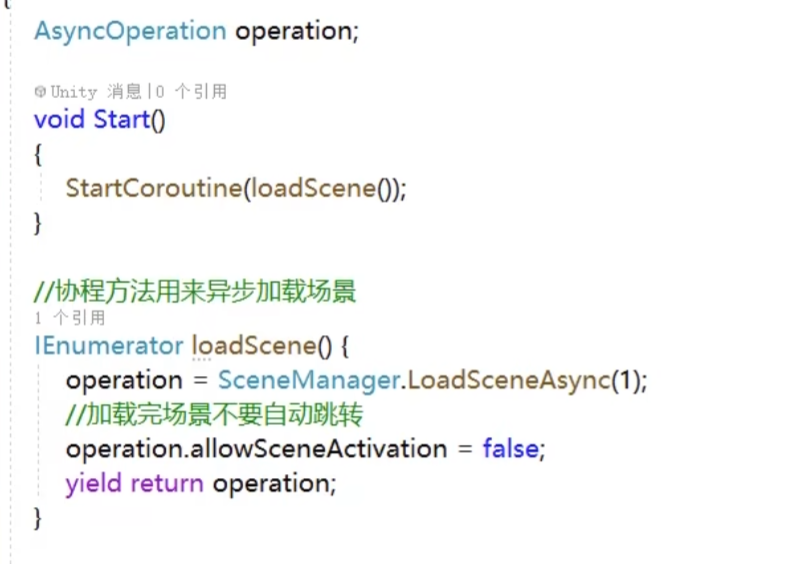 {
AsyncOperation operation;
Unity 消息|0 个引用
void Start()
{
StartCoroutine(loadScene());
}
//协程方法用来异步加载场景
1 个引用
IEnumerator loadScene() {
operation = SceneManager.LoadSceneAsync(1);
//加载完场景不要自动跳转
operation.allowSceneActivation = false;
yield return operation;
}